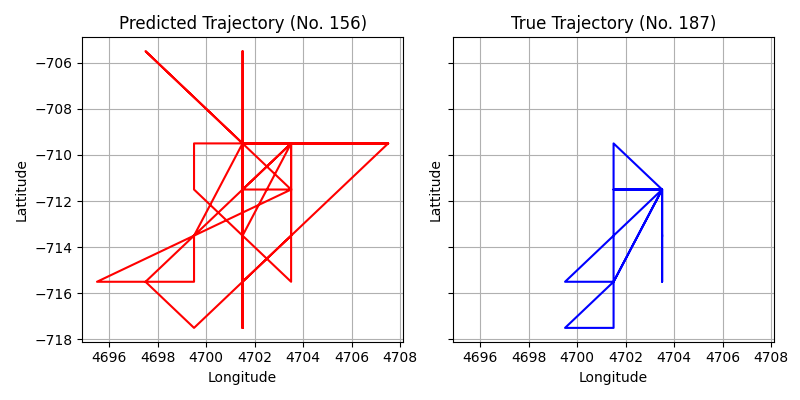 Predicted Trajectory (No. 156)
True Trajectory (No. 187)
Lattitude
−706
−708
−710
−712
−714
−716
−718
4696 4698 4700 4702 4704 4706 4708
Longitude
Lattitude
4696 4698 4700 4702 4704 4706 4708
Longitude